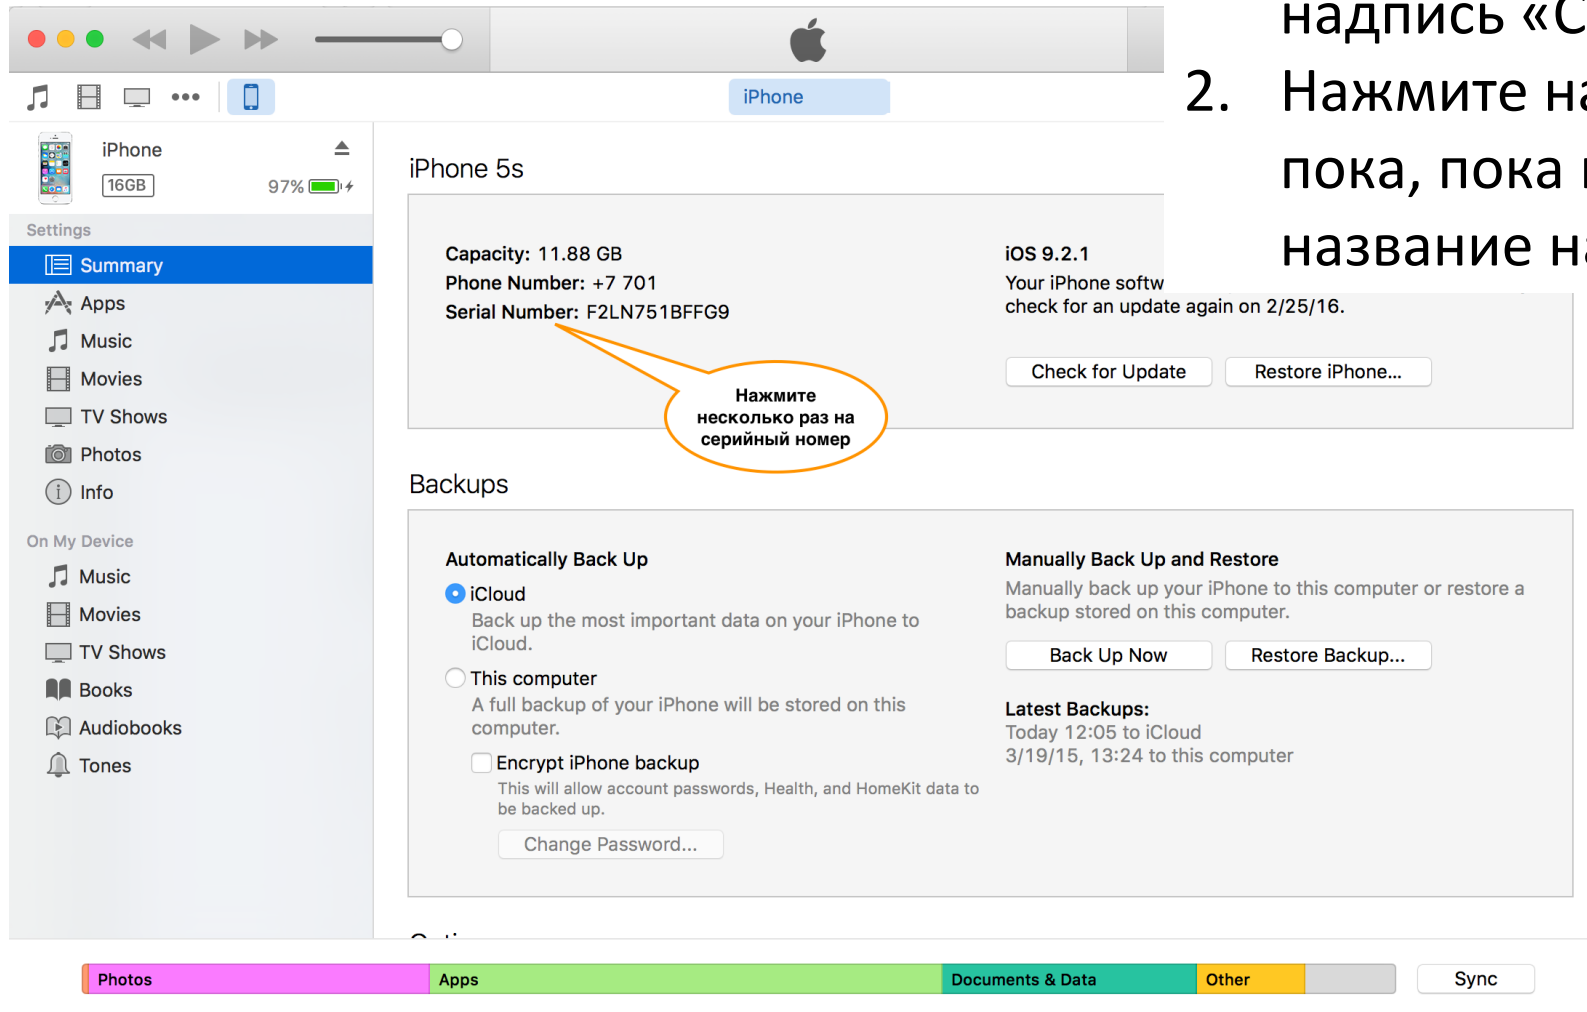 надпись «С
2. Нажмите на
пока, пока
название на
iPhone
iPhone
16GB
97%
Settings
Summary
Apps
Music
Movies
TV Shows
Photos
Info
On My Device
Music
Movies
TV Shows
Books
Audiobooks
Tones
iPhone 5s
Capacity: 11.88 GB
Phone Number: +7 701
Serial Number: F2LN751BFFG9
Нажмите
несколько раз на
серийный номер
iOS 9.2.1
Your iPhone softw
check for an update again on 2/25/16.
Check for Update
Restore iPhone...
Backups
Automatically Back Up
iCloud
Back up the most important data on your iPhone to
iCloud.
This computer
A full backup of your iPhone will be stored on this
computer.
Encrypt iPhone backup
This will allow account passwords, Health, and HomeKit data to
be backed up.
Change Password...
Manually Back Up and Restore
Manually back up your iPhone to this computer or restore a
backup stored on this computer.
Back Up Now
Restore Backup...
Latest Backups:
Today 12:05 to iCloud
3/19/15, 13:24 to this computer
Photos
Apps
Documents & Data
Other
Sync